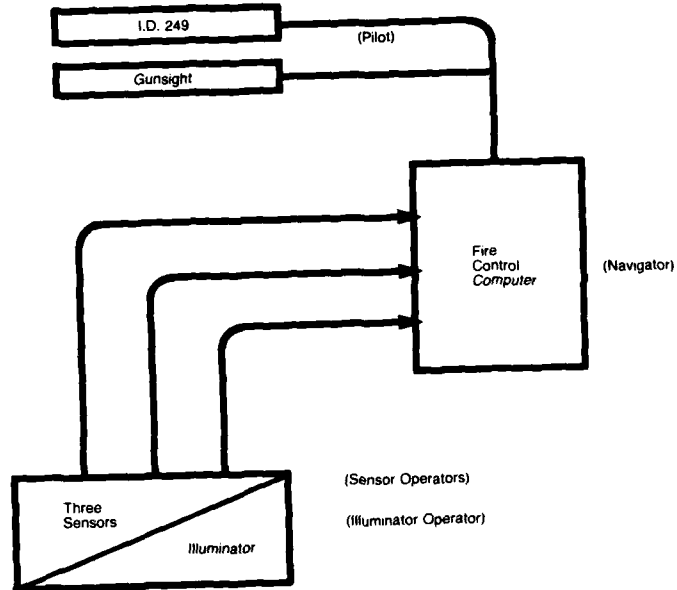 I.D. 249
(Pilot)
Gunsight
Fire
Control
Computer
(Navigator)
Three
Sensors
Illuminator
(Sensor Operators)
(Illuminator Operator)